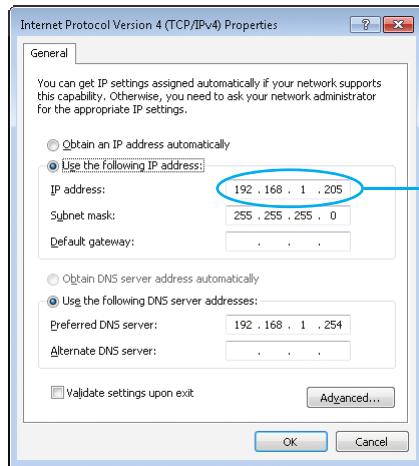 Internet Protocol Version 4 (TCP/IPv4) Properties
General
You can get IP settings assigned automatically if your network supports
this capability. Otherwise, you need to ask your network administrator
for the appropriate IP settings.
Obtain an IP address automatically
Use the following IP address:
IP address: 192 . 168 . 1 . 205
Subnet mask: 255 . 255 . 255 . 0
Default gateway: . . .
Obtain DNS server address automatically
Use the following DNS server addresses:
Preferred DNS server: 192 . 168 . 1 . 254
Alternate DNS server: . . .
Validate settings upon exit
Advanced...
OK Cancel